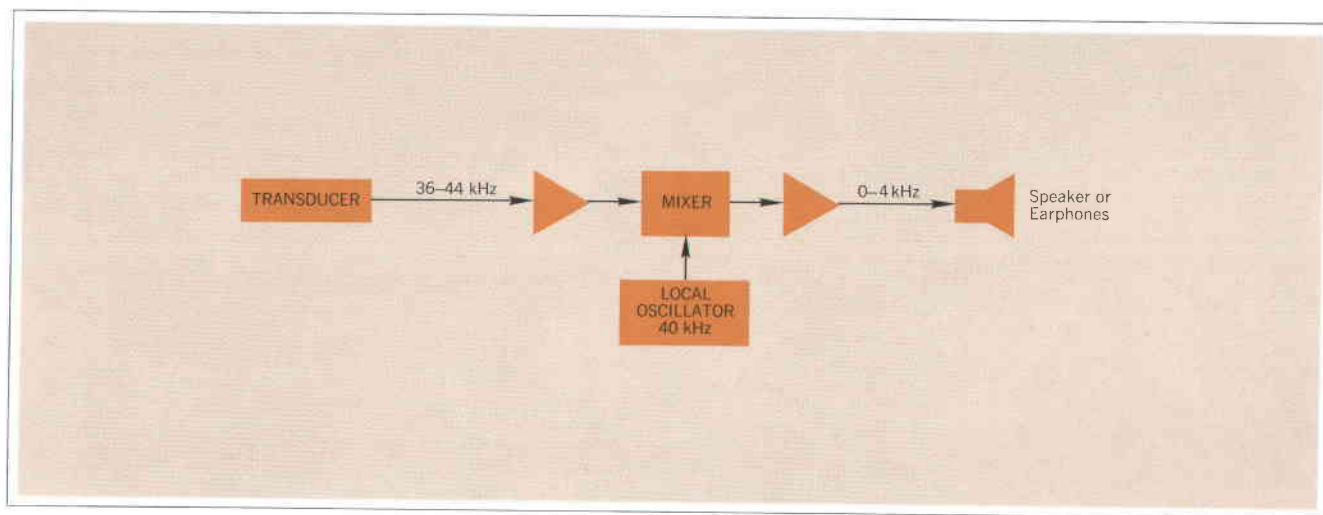 TRANSDUCER
36–44 kHz
MIXER
0–4 kHz
Speaker or
Earphones
LOCAL
OSCILLATOR
40 kHz